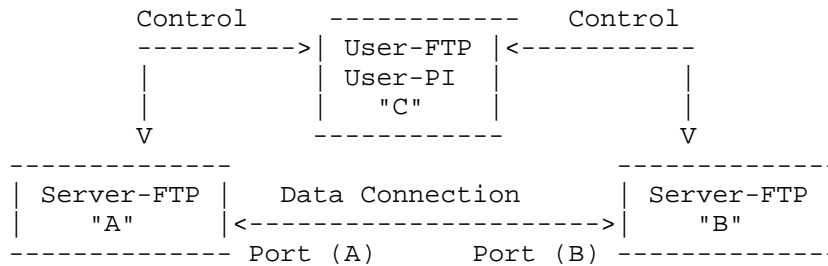 Control ------------ Control
---------->| User-FTP |<-----------
| | User-PI | |
| | "C" | |
V ------------ V
-------------- --------------
| Server-FTP | Data Connection | Server-FTP
| "A" |<---------------------->| "B"
-------------- Port (A) Port (B) --------------